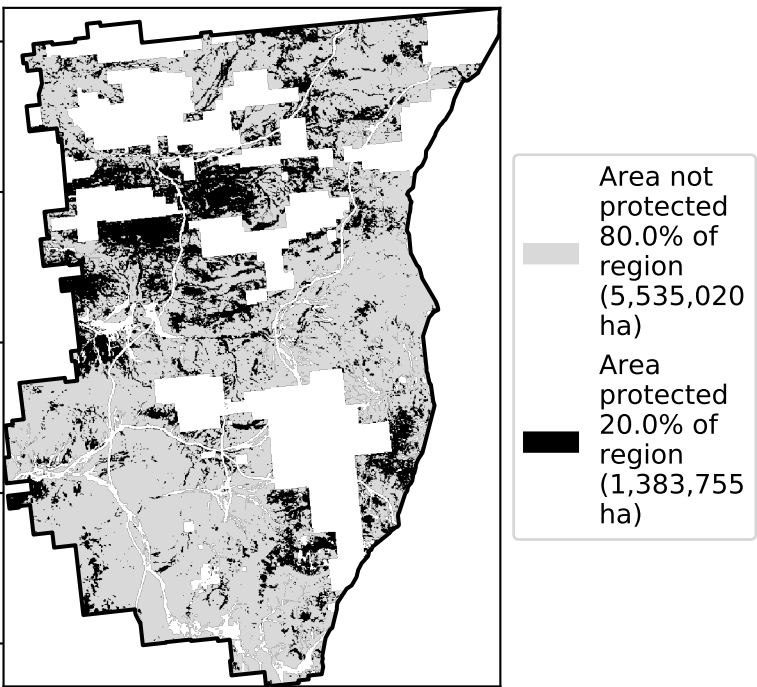 Area not
protected
80.0% of
region
(5,535,020
ha)
Area
protected
20.0% of
region
(1,383,755
ha)